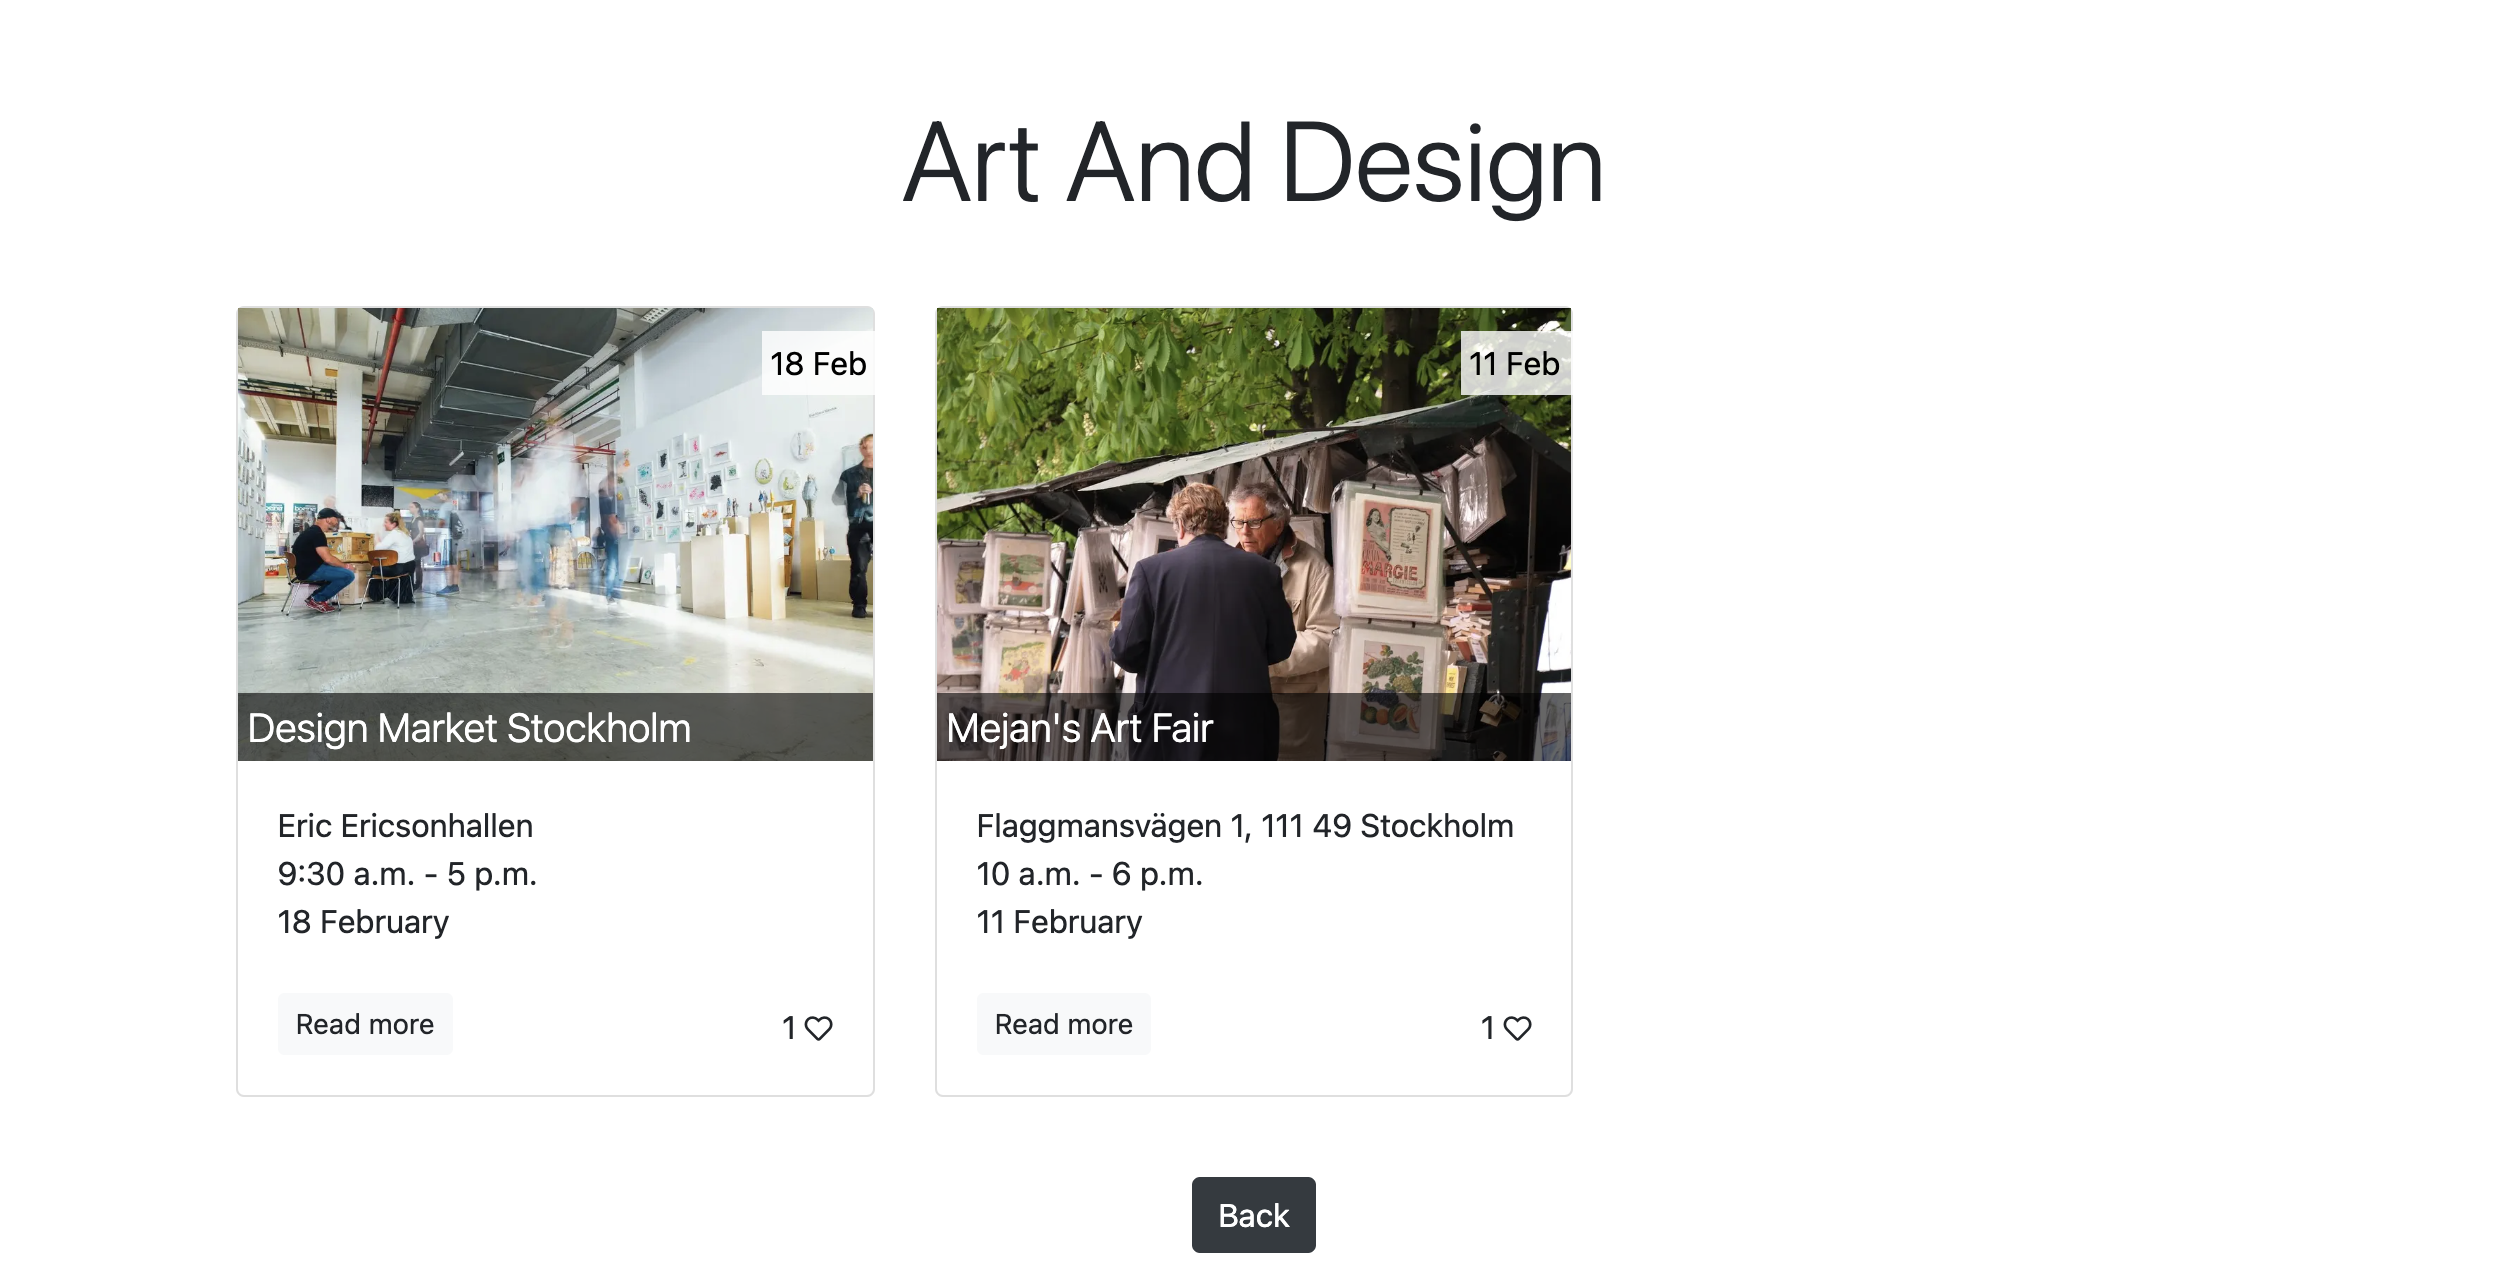 Art And Design
18 Feb
Design Market Stockholm
Eric Ericsonhallen
9:30 a.m. - 5 p.m.
18 February
Read more
1
11 Feb
MARGIE
Mejan's Art Fair
Flaggmansvägen 1, 111 49 Stockholm
10 a.m. - 6 p.m.
11 February
Read more
1
Back